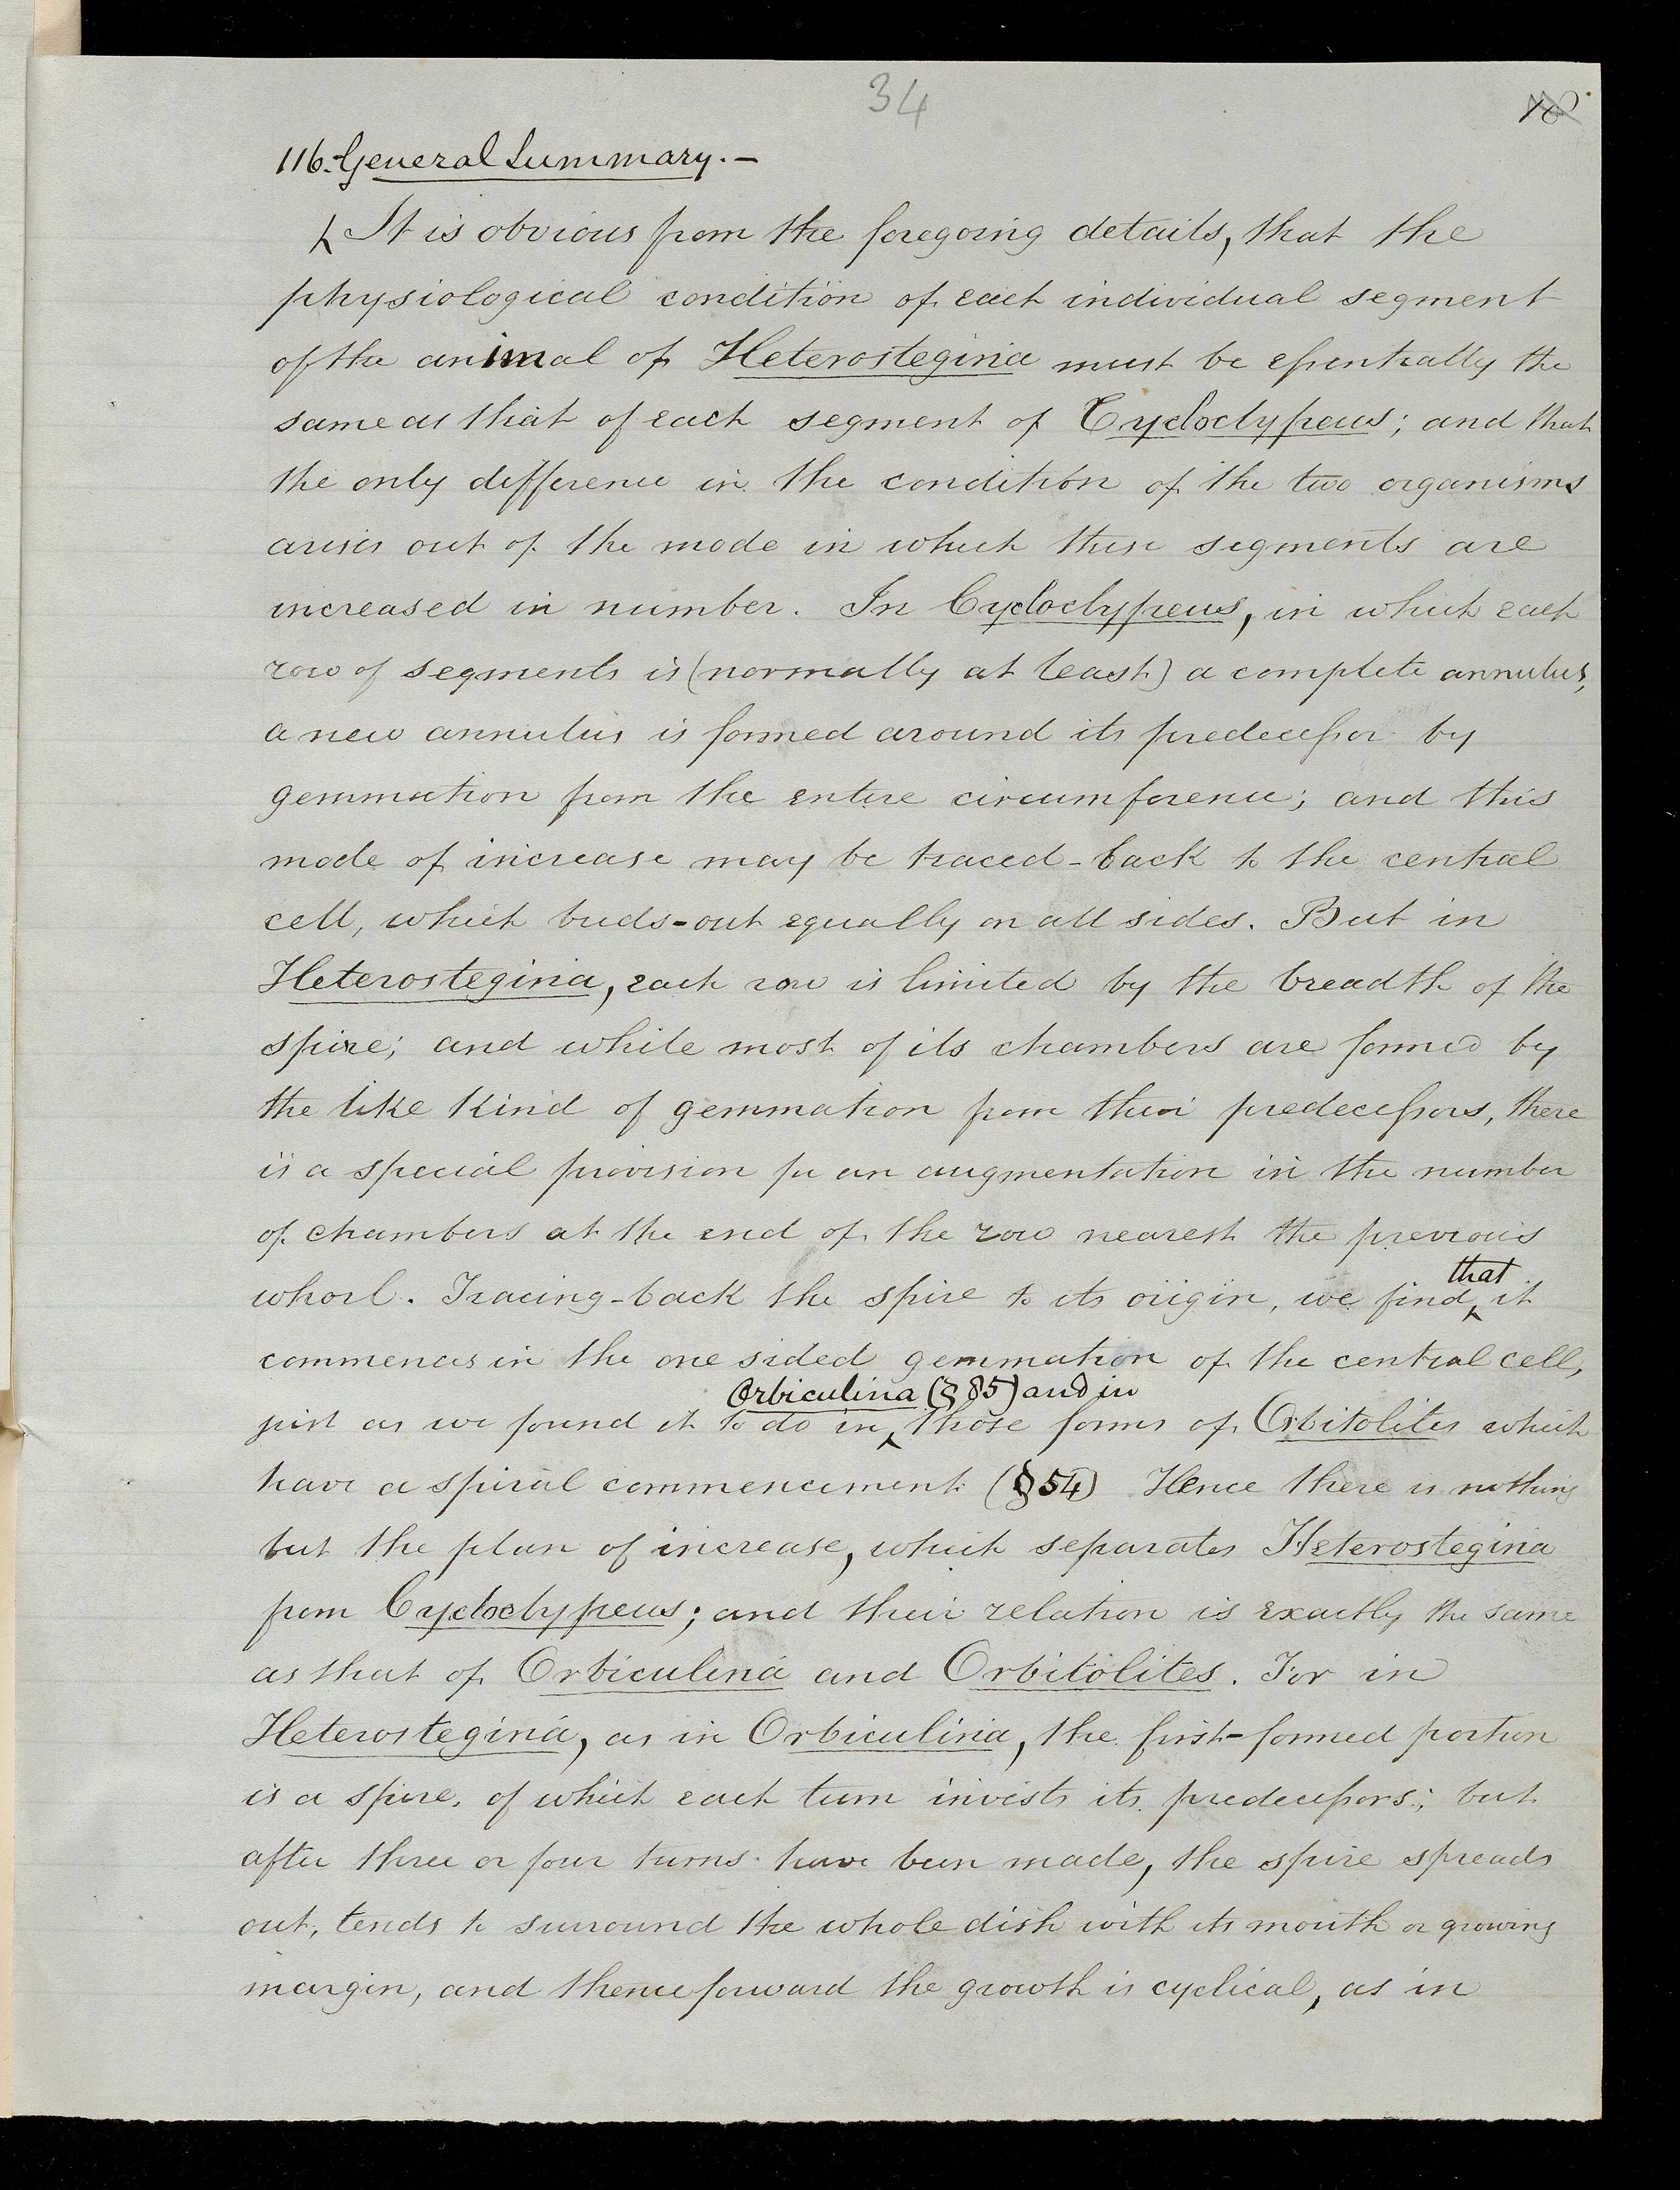 34
116. General Summary. —
It is obvious from the foregoing details, that the
physiological condition of each individual segment
of the animal of Heterostegina must be essentially the
same as that of each segment of Cycloclypeus; and that
the only difference in the condition of the two organisms
arises out of the mode in which these segments are
increased in number. In Cycloclypeus, in which each
row of segments is (normally at least) a complete annulus,
a new annulus is formed around its predecessor by
gemmation from the entire circumference; and this
mode of increase may be traced-back to the central
cell, which buds-out equally on all sides. But in
Heterostegina, each row is limited by the breadth of the
spire; and while most of its chambers are formed by
the like kind of gemmation from their predecessors, there
is a special provision for an augmentation in the number
of chambers at the end of the row nearest the previous
whorl. Tracing-back the spire to its origin, we find that it
commences in the one sided gemmation of the central cell,
just as we found it to do in Orbiculina (§ 85) and in those forms of Orbitolites which
have a spiral commencement (§ 54) Hence there is nothing
but the plan of increase, which separates Heterostegina
from Cycloclypeus; and their relation is exactly the same
as that of Orbiculina and Orbitolites. For in
Heterostegina, as in Orbiculina, the first-formed portion
is a spire, of which each turn invests its predecessors; but
after three or four turns have been made, the spire spreads
out, tends to surround the whole disk with its mouth or growing
margin, and thenceforward the growth is cyclical, as in